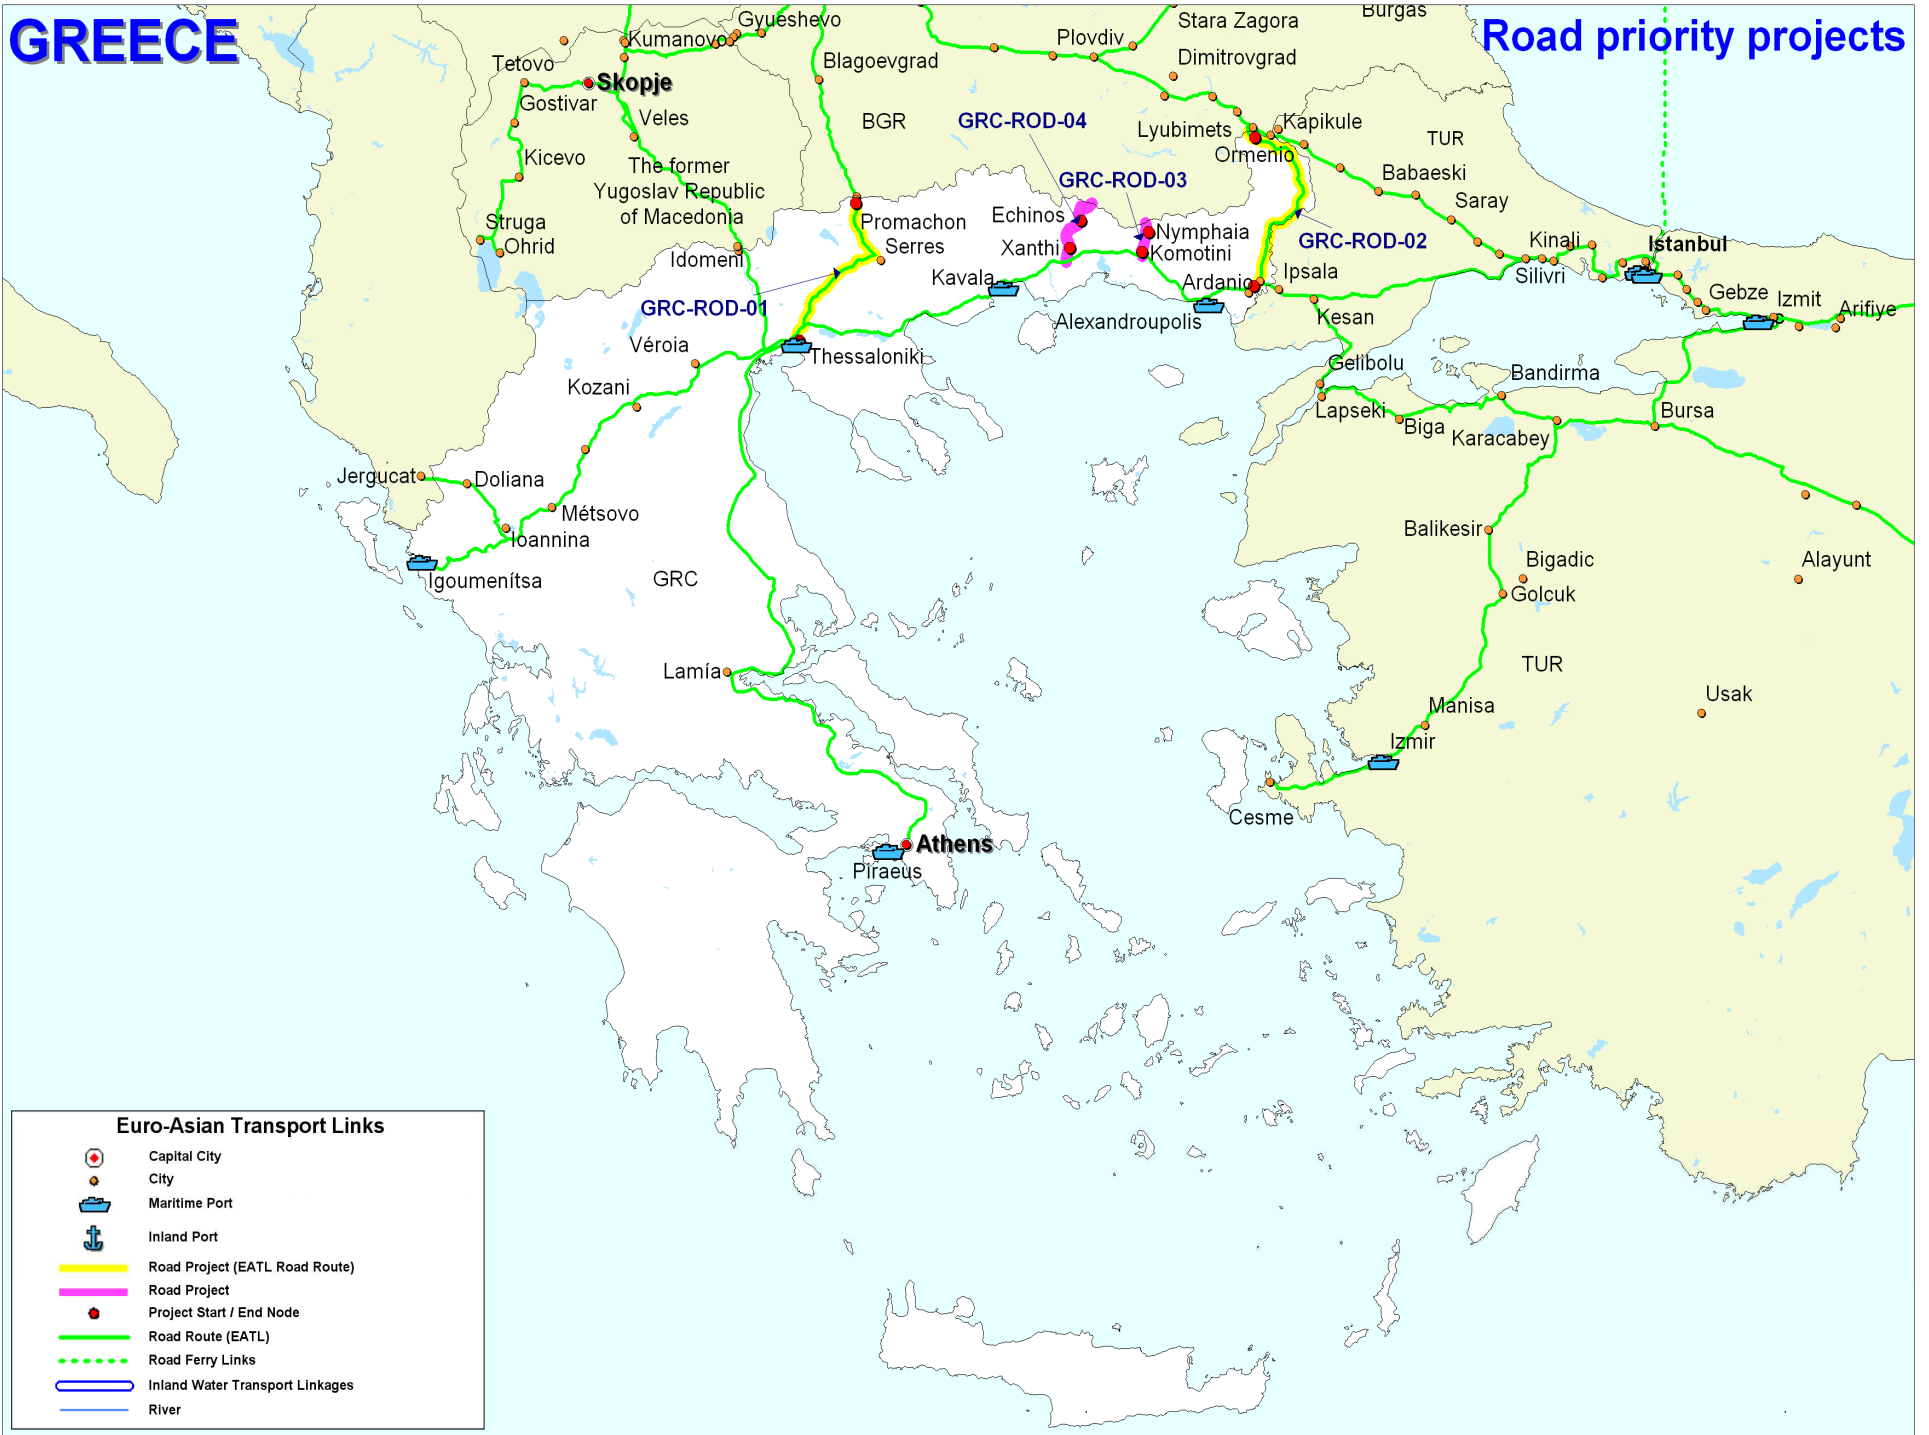 GREECE
Road priority projects
Gyueshevo
Kumanovo
Stara Zagora
Burgas
Plovdiv
Dimitrovgrad
Tetovo
Skopje
Blagoevgrad
Gostivar
Veles
BGR
GRC-ROD-04
Lyubimets
Kapikule
TUR
Ormenio
Kicevo
The former
Yugoslav Republic
of Macedonia
GRC-ROD-03
Babaeski
Saray
Struga
Ohrid
Idomeni
Promachon
Serres
Echinos
Xanthi
Nymphaia
Komotini
GRC-ROD-02
Kinali
Istanbul
Silivri
Kavala
Ardanio
Ipsala
GRC-ROD-01
Alexandroupolis
Kesan
Gebze
Izmit
Arifiye
Véroia
Thessaloniki
Kozani
Gelibolu
Bandirma
Lapseki
Biga
Karacabey
Bursa
Jergucat
Doliana
Métsovo
Ioannina
Igoumenítsa
GRC
Balikesir
Bigadic
Golcuk
Alayunt
Lamía
TUR
Usak
Manisa
Izmir
Cesme
Athens
Piraeus
Euro-Asian Transport Links
Capital City
City
Maritime Port
Inland Port
Road Project (EATL Road Route)
Road Project
Project Start / End Node
Road Route (EATL)
Road Ferry Links
Inland Water Transport Linkages
River